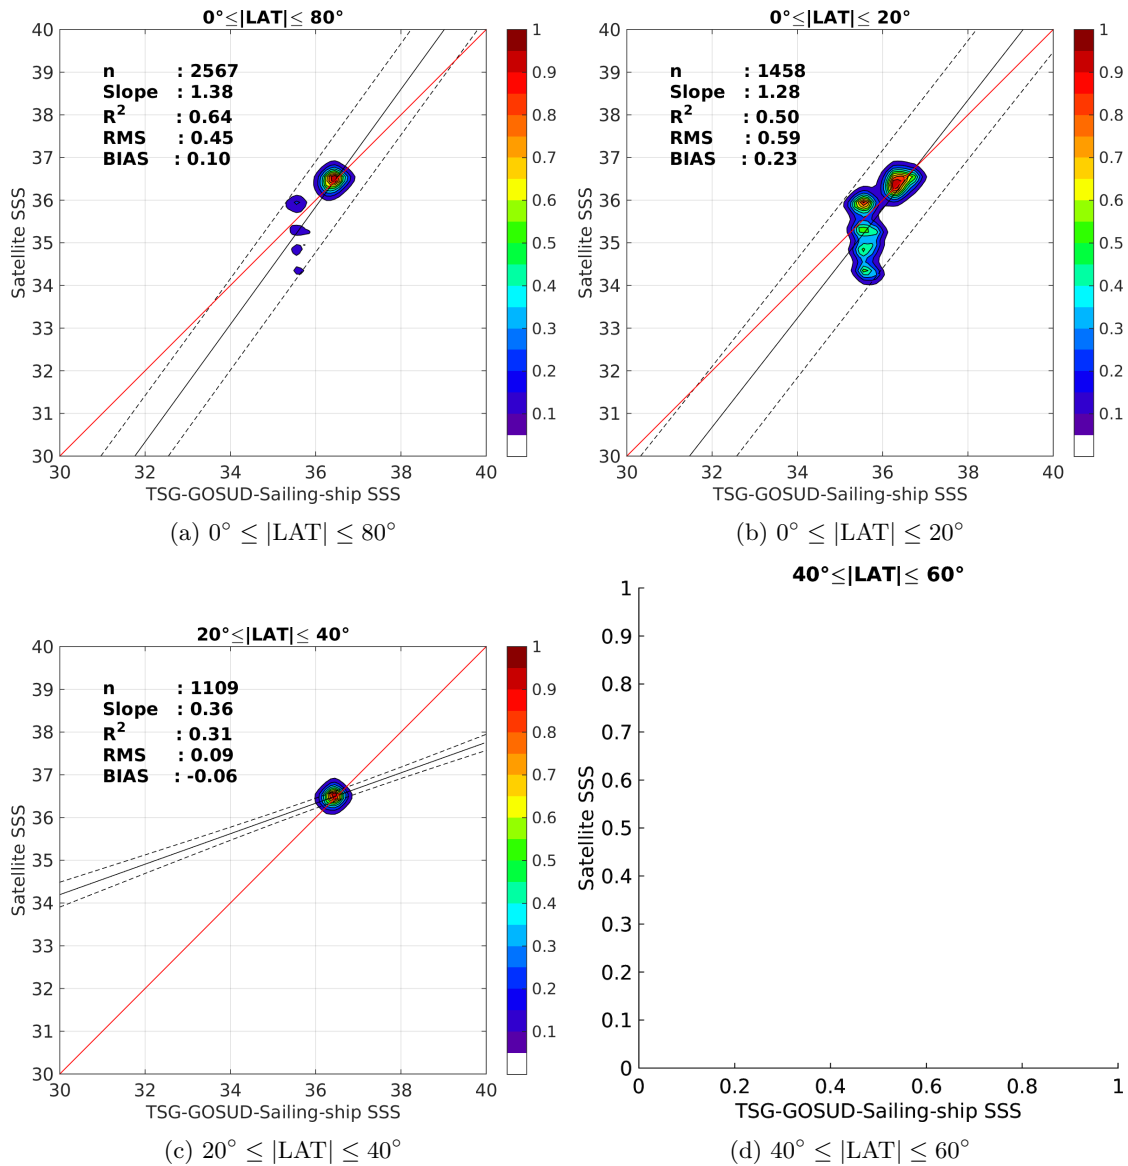 0°≤|LAT|≤ 80°
n : 2567
Slope : 1.38
R² : 0.64
RMS : 0.45
BIAS : 0.10
Satellite SSS
40
39
38
37
36
35
34
33
32
31
30
30 32 34 36 38 40
TSG-GOSUD-Sailing-ship SSS
1
0.9
0.8
0.7
0.6
0.5
0.4
0.3
0.2
0.1
(a) 0° ≤ |LAT| ≤ 80°
0°≤|LAT|≤ 20°
n : 1458
Slope : 1.28
R² : 0.50
RMS : 0.59
BIAS : 0.23
Satellite SSS
40
39
38
37
36
35
34
33
32
31
30
30 32 34 36 38 40
TSG-GOSUD-Sailing-ship SSS
1
0.9
0.8
0.7
0.6
0.5
0.4
0.3
0.2
0.1
(b) 0° ≤ |LAT| ≤ 20°
20°≤|LAT|≤ 40°
n : 1109
Slope : 0.36
R² : 0.31
RMS : 0.09
BIAS : -0.06
Satellite SSS
40
39
38
37
36
35
34
33
32
31
30
30 32 34 36 38 40
TSG-GOSUD-Sailing-ship SSS
1
0.9
0.8
0.7
0.6
0.5
0.4
0.3
0.2
0.1
(c) 20° ≤ |LAT| ≤ 40°
40°≤|LAT|≤ 60°
Satellite SSS
1
0.9
0.8
0.7
0.6
0.5
0.4
0.3
0.2
0.1
0
0 0.2 0.4 0.6 0.8 1
TSG-GOSUD-Sailing-ship SSS
(d) 40° ≤ |LAT| ≤ 60°